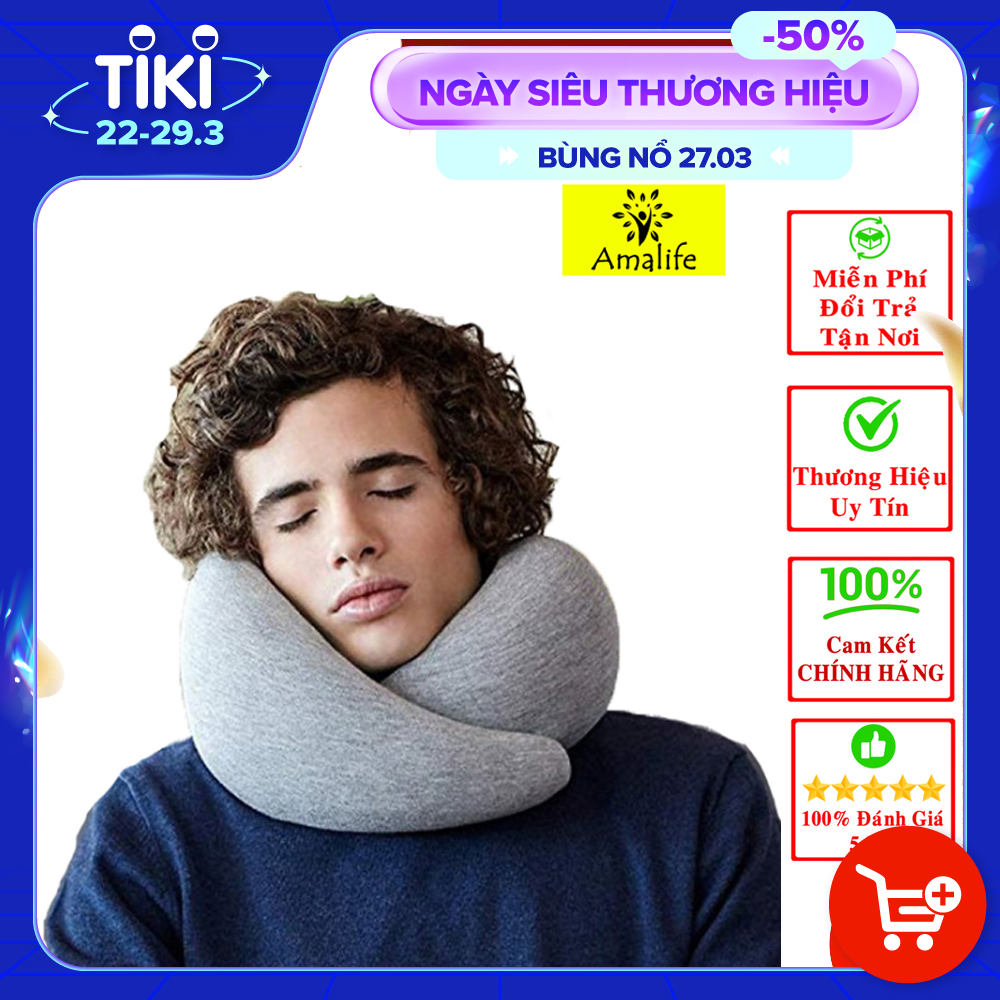 TIKI
22-29.3
-50%
NGÀY SIÊU THƯƠNG HIỆU
BÙNG NỔ 27.03
Amalife
Miễn Phí
Đổi Trả
Tận Nơi
Thương Hiệu
Uy Tín
100%
Cam Kết
CHÍNH HÃNG
100% Đánh Giá